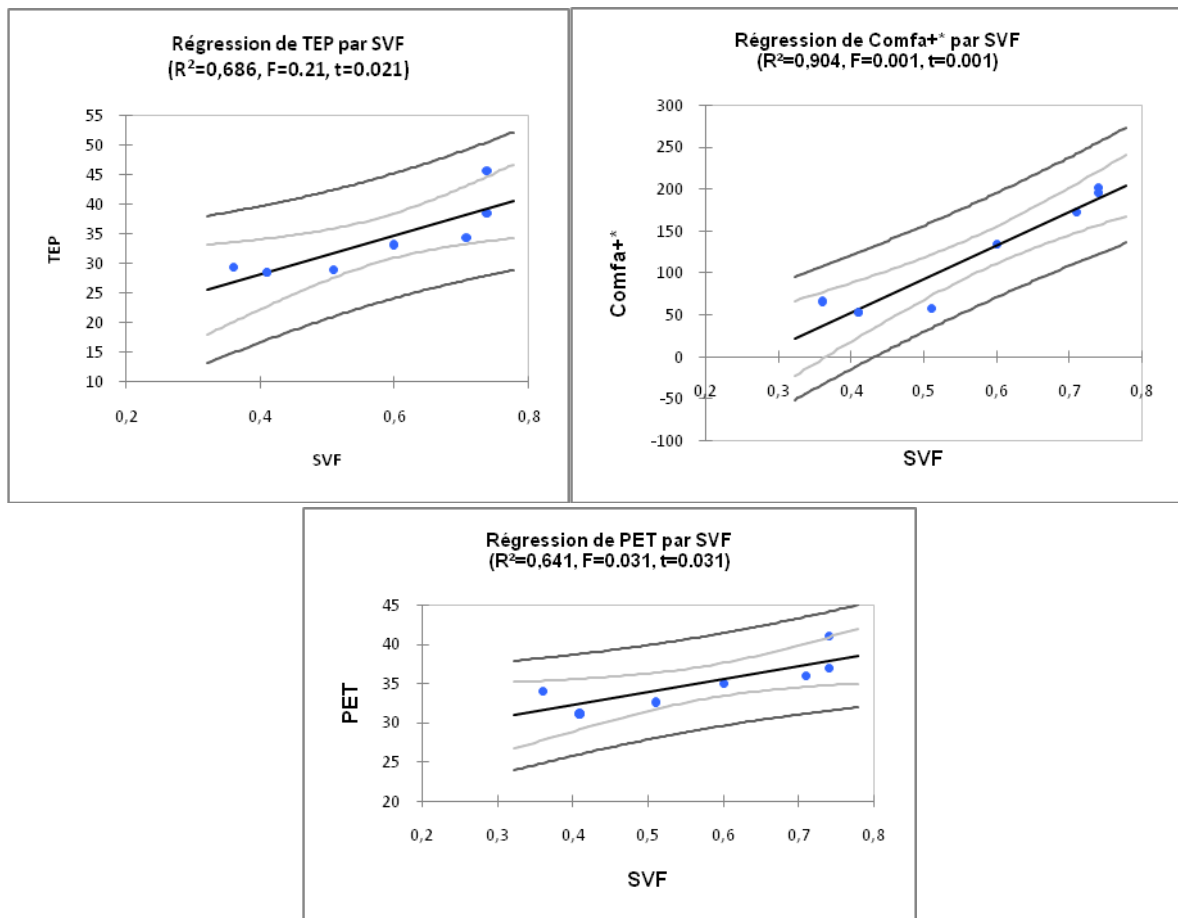 Régression de TEP par SVF
(R²=0,686, F=0.21, t=0.021)
TEP
55
50
45
40
35
30
25
20
15
10
0,2 0,4 0,6 0,8
SVF
Régression de Comfa+* par SVF
(R²=0,904, F=0.001, t=0.001)
Comfa+*
300
250
200
150
100
50
0
-50
-100
0,2 0,3 0,4 0,5 0,6 0,7 0,8
SVF
Régression de PET par SVF
(R²=0,641, F=0.031, t=0.031)
PET
45
40
35
30
25
20
0,2 0,3 0,4 0,5 0,6 0,7 0,8
SVF